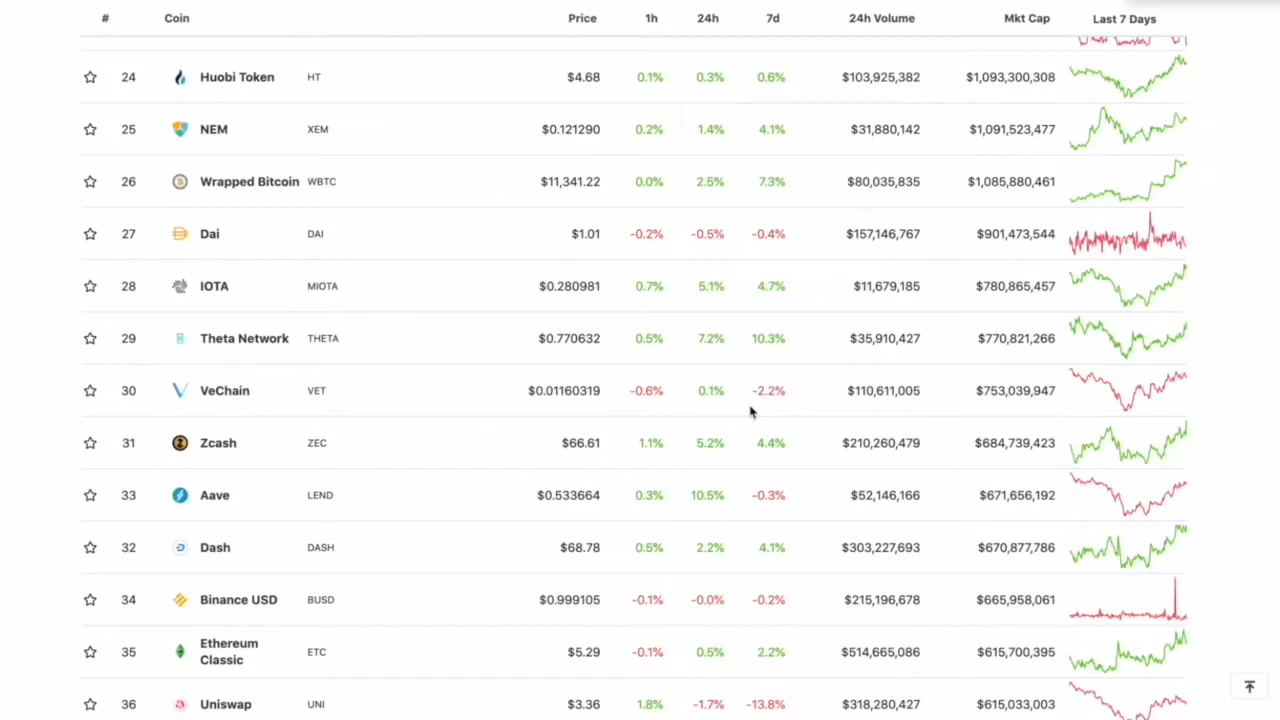 # Coin Price 1h 24h 7d 24h Volume Mkt Cap Last 7 Days
24 Huobi Token HT $4.68 0.1% 0.3% 0.6% $103,925,382 $1,093,300,308
25 NEM XEM $0.121290 0.2% 1.4% 4.1% $31,880,142 $1,091,523,477
26 Wrapped Bitcoin WBTC $11,341.22 0.0% 2.5% 7.3% $80,035,835 $1,085,880,461
27 Dai DAI $1.01 -0.2% -0.5% -0.4% $157,146,767 $901,473,544
28 IOTA MIOTA $0.280981 0.7% 5.1% 4.7% $11,679,185 $780,865,457
29 Theta Network THETA $0.770632 0.5% 7.2% 10.3% $35,910,427 $770,821,266
30 VeChain VET $0.01160319 -0.6% 0.1% -2.2% $110,611,005 $753,039,947
31 Zcash ZEC $66.61 1.1% 5.2% 4.4% $210,260,479 $684,739,423
33 Aave LEND $0.533664 0.3% 10.5% -0.3% $52,146,166 $671,656,192
32 Dash DASH $68.78 0.5% 2.2% 4.1% $303,227,693 $670,877,786
34 Binance USD BUSD $0.999105 -0.1% -0.0% -0.2% $215,196,678 $665,958,061
35 Ethereum Classic ETC $5.29 -0.1% 0.5% 2.2% $514,665,086 $615,700,395
36 Uniswap UNI $3.36 1.8% -1.7% -13.8% $318,280,427 $615,033,003